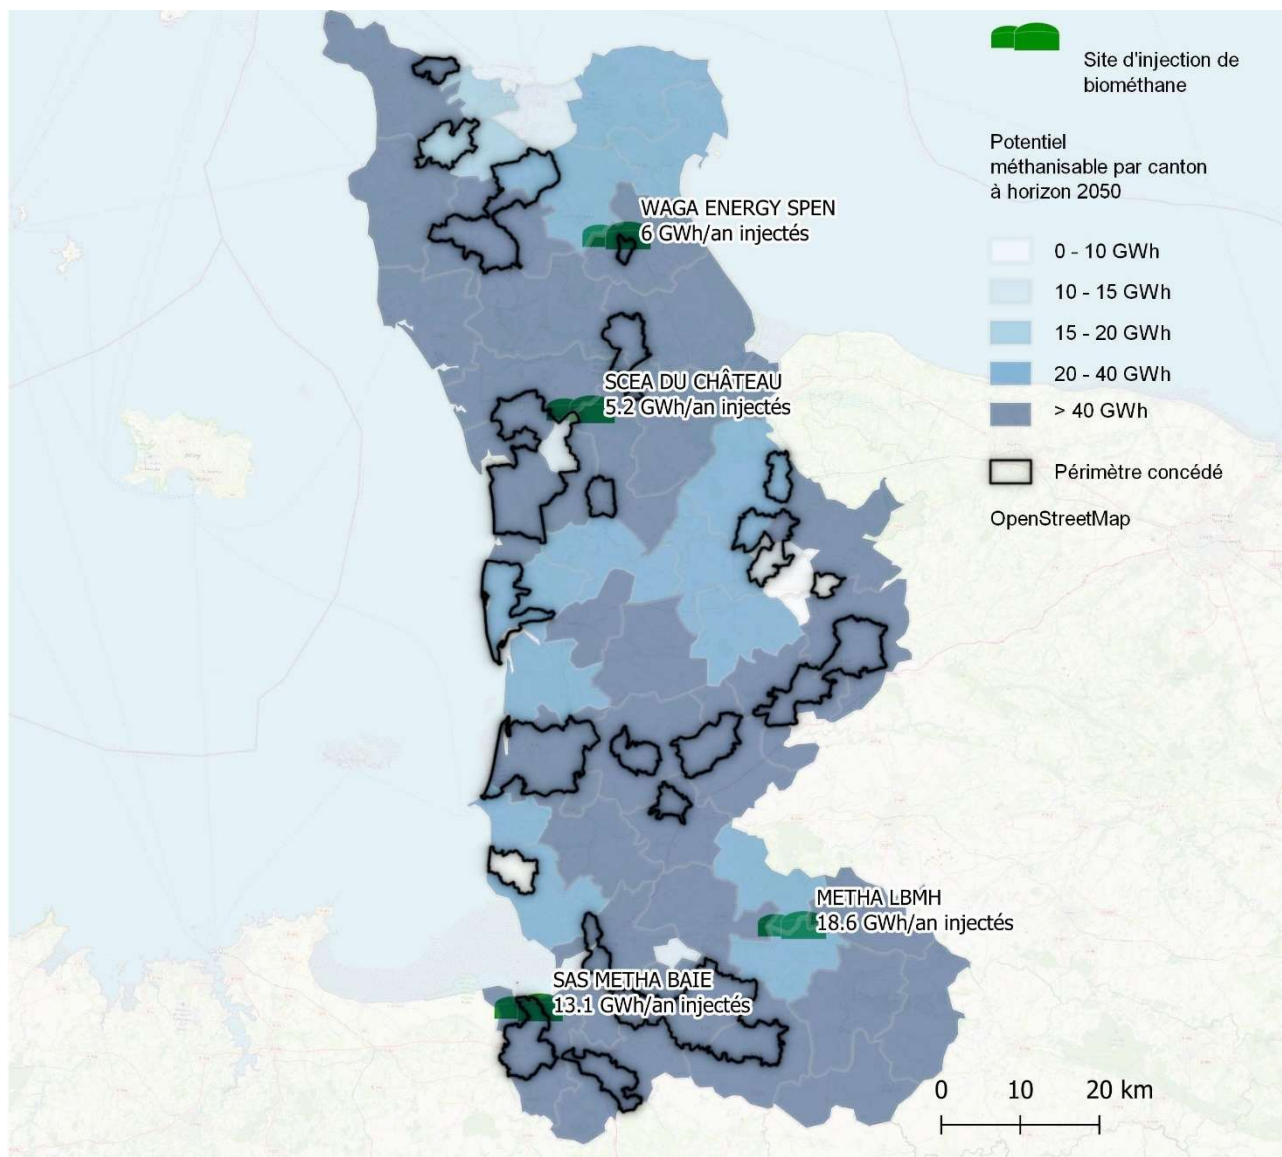 Site d'injection de
biométhane
Potentiel
méthanisable par canton
à horizon 2050
0 - 10 GWh
10 - 15 GWh
15 - 20 GWh
20 - 40 GWh
> 40 GWh
Périmètre concédé
OpenStreetMap
WAGA ENERGY SPEN
6 GWh/an injectés
SCEA DU CHÂTEAU
5.2 GWh/an injectés
METHA LBMH
18.6 GWh/an injectés
SAS METHA BAIE
13.1 GWh/an injectés
0 10 20 km